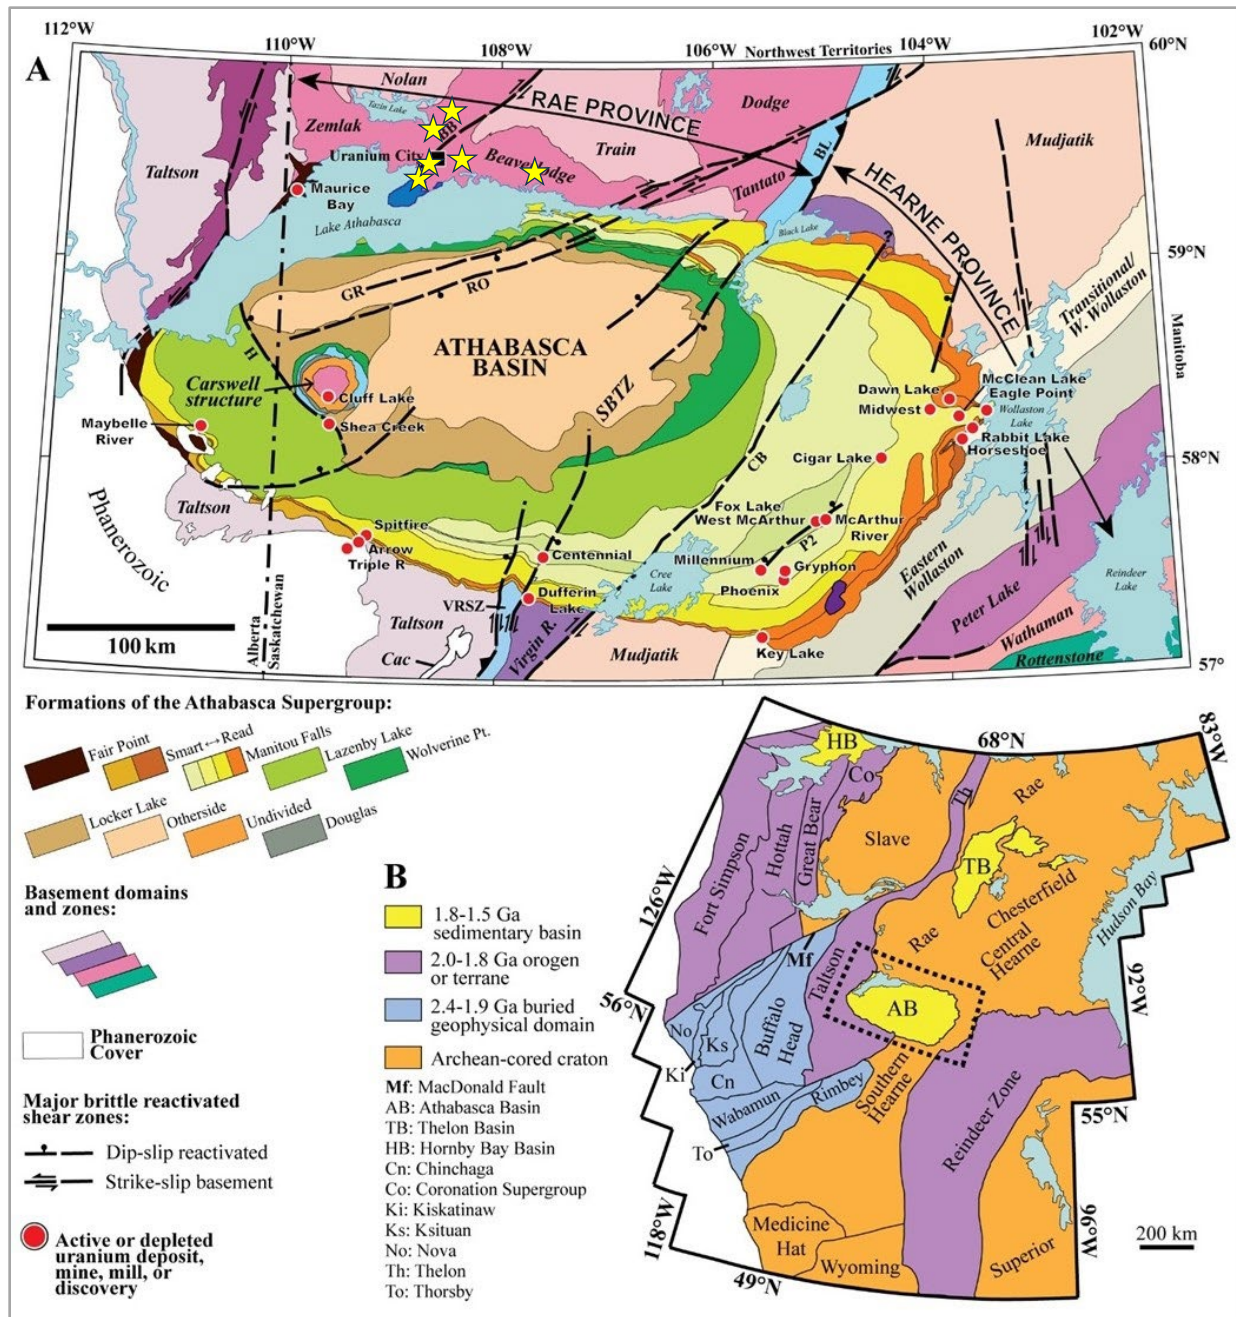 112°W
110°W
108°W
106°W
Northwest Territories
104°W
102°W
60°N
A
Nolan
Tazin Lake
Zemlak
BB
RAE PROVINCE
Dodge
Train
Uranium City
Beaverlodge
Tantato
BL
Mudjatik
Taltson
Maurice
Bay
Lake Athabasca
Black Lake
?
HEARNE PROVINCE
59°N
Transitional/
W. Wollaston
GR
RO
H
ATHABASCA
BASIN
SBTZ
CB
Manitoba
Carswell
structure
Cluff Lake
Shea Creek
Maybelle
River
Dawn Lake
Midwest
McClean Lake
Eagle Point
Wollaston
Lake
Rabbit Lake
Horseshoe
Cigar Lake
58°N
Phanerozoic
Taltson
Spitfire
Arrow
Triple R
Centennial
Fox Lake/
West McArthur
McArthur
River
P2
Millennium
Gryphon
Phoenix
Cree
Lake
Dufferin
Lake
VRSZ
Eastern
Wollaston
Reindeer
Lake
Peter Lake
Wathaman
Rottenstone
100 km
Alberta
Saskatchewan
Taltson
Cac
Virgin R.
Mudjatik
Key Lake
57°
Formations of the Athabasca Supergroup:
Fair Point
Smart↔Read
Manitou Falls
Lazenby Lake
Wolverine Pt.
Locker Lake
Otherside
Undivided
Douglas
Basement domains
and zones:
Phanerozoic
Cover
Major brittle reactivated
shear zones:
Dip-slip reactivated
Strike-slip basement
Active or depleted
uranium deposit,
mine, mill, or
discovery
B
1.8-1.5 Ga
sedimentary basin
2.0-1.8 Ga orogen
or terrane
2.4-1.9 Ga buried
geophysical domain
Archean-cored craton
Mf: MacDonald Fault
AB: Athabasca Basin
TB: Thelon Basin
HB: Hornby Bay Basin
Cn: Chinchaga
Co: Coronation Supergroup
Ki: Kiskatinaw
Ks: Ksituan
No: Nova
Th: Thelon
To: Thorsby
68°N
83°W
HB
Co
Th
Rae
Slave
Great Bear
Hottah
Fort Simpson
126°W
TB
Chesterfield
Central
Hearne
Rae
Hudson Bay
92°W
Mf
Taltson
AB
56°N
No
Ks
Buffalo
Head
Ki
Cn
Wabamun
Rimbey
To
Southern
Hearne
Reindeer Zone
55°N
118°W
Medicine
Hat
Wyoming
Superior
96°W
49°N
200 km